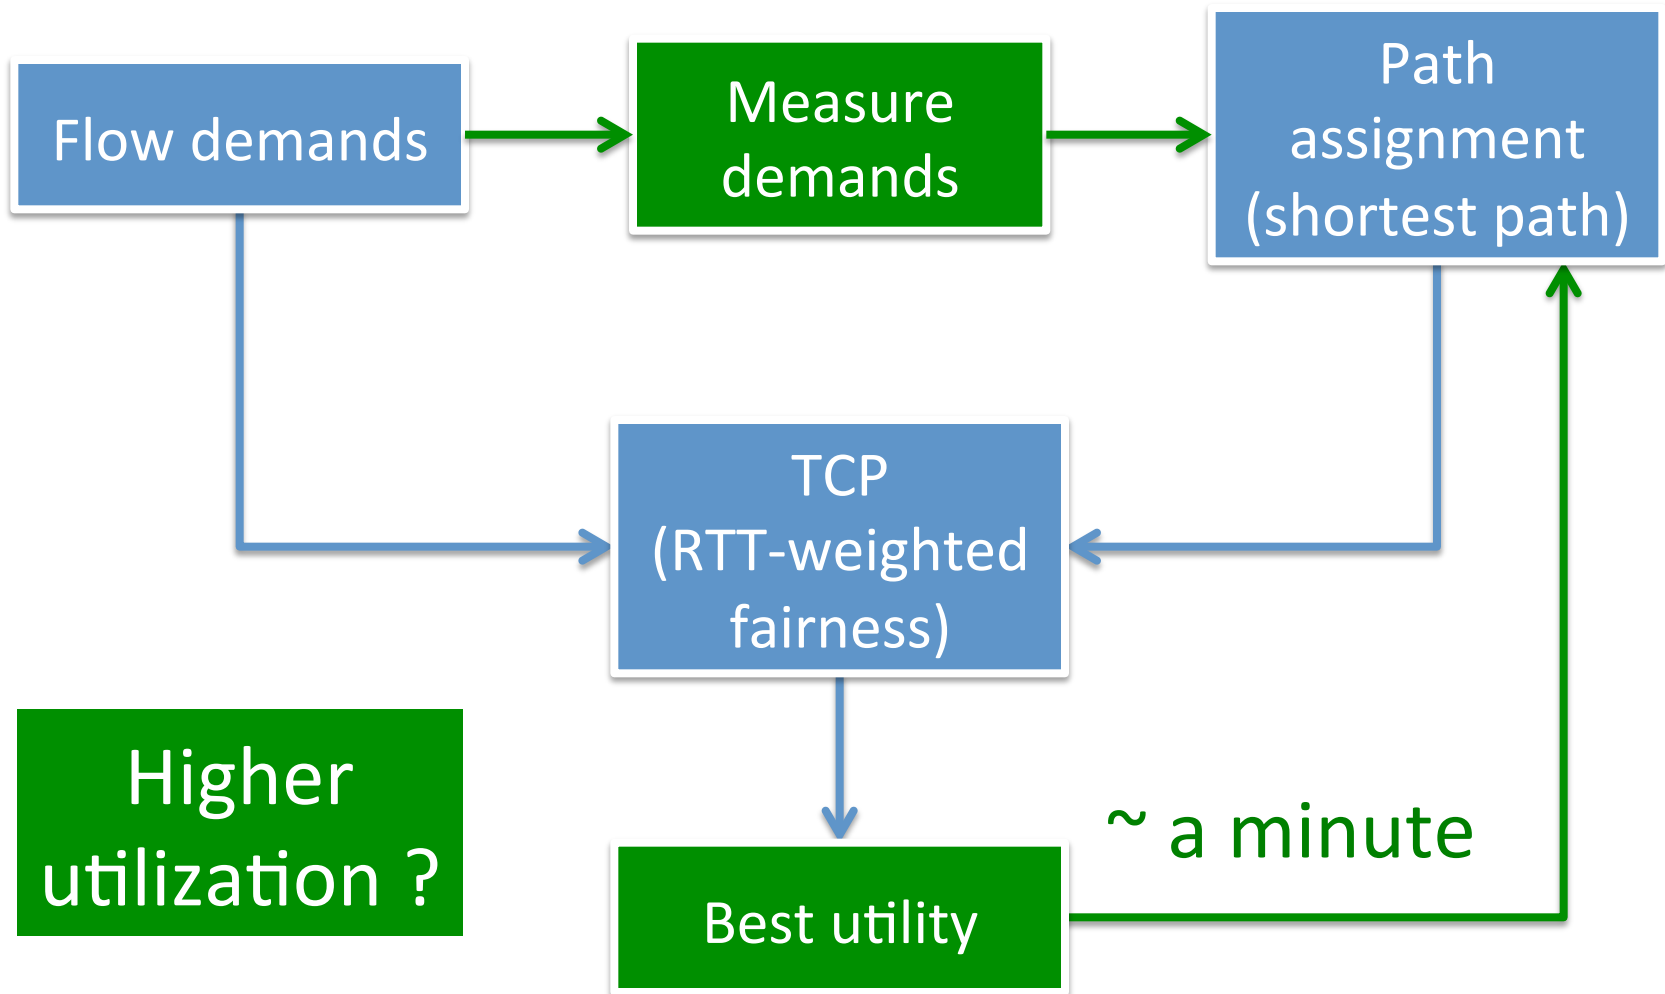 Flow demands
Measure
demands
Path
assignment
(shortest path)
TCP
(RTT-weighted
fairness)
Higher
utilization ?
~ a minute
Best utility